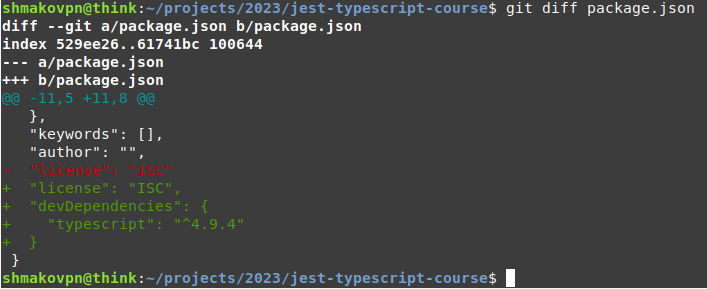 shmakovpn@think:~/projects/2023/jest-typescript-course$ git diff package.json
diff --git a/package.json b/package.json
index 529ee26..61741bc 100644
--- a/package.json
+++ b/package.json
@@ -11,5 +11,8 @@
   },
   "keywords": [],
   "author": "",
-  "license": "ISC"
+  "license": "ISC",
+  "devDependencies": {
+    "typescript": "^4.9.4"
+  }
 }
shmakovpn@think:~/projects/2023/jest-typescript-course$